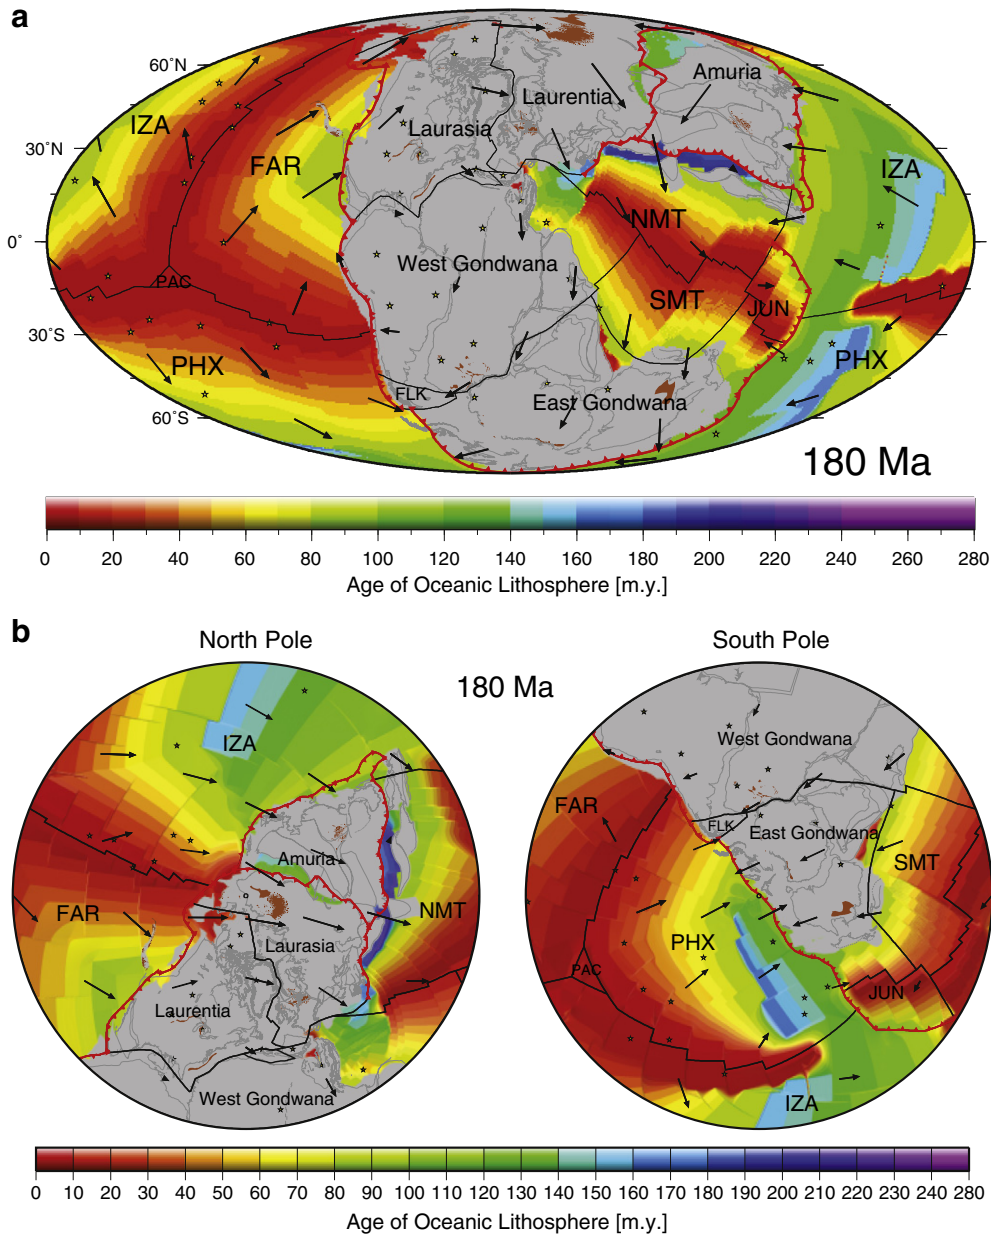 a
60˚N
30˚N
0˚
30˚S
60˚S
IZA
FAR
PAC
PHX
Laurasia
Laurentia
Amuria
IZA
NMT
West Gondwana
SMT
JUN
PHX
FLK
East Gondwana
180 Ma
0 20 40 60 80 100 120 140 160 180 200 220 240 260 280
Age of Oceanic Lithosphere [m.y.]
b
North Pole
South Pole
180 Ma
IZA
Amuria
FAR
NMT
Laurasia
Laurentia
West Gondwana
West Gondwana
FAR
FLK
East Gondwana
SMT
PHX
PAC
JUN
IZA
0 10 20 30 40 50 60 70 80 90 100 110 120 130 140 150 160 170 180 190 200 210 220 230 240 280
Age of Oceanic Lithosphere [m.y.]